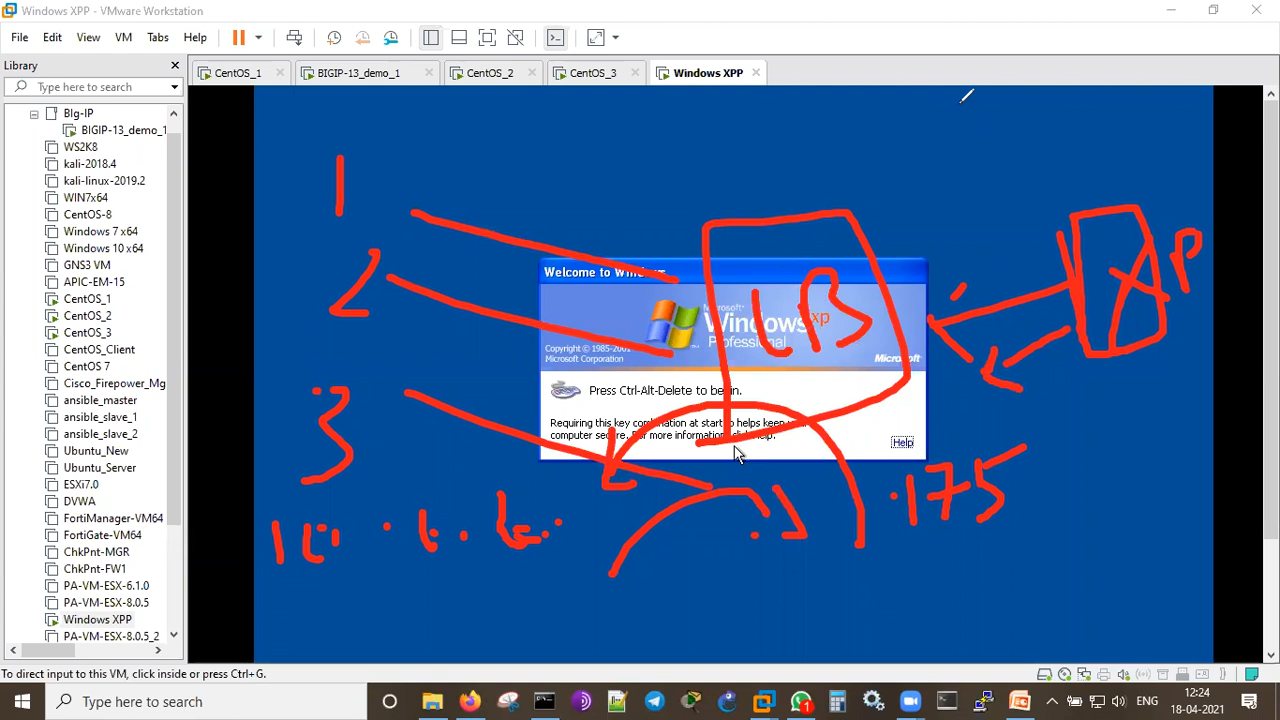 Windows XPP - VMware Workstation
File Edit View VM Tabs Help
Library
Type here to search
CentOS_1
BIGIP-13_demo_1
CentOS_2
CentOS_3
Windows XPP
BIg-IP
BIGIP-13_demo_1
WS2K8
kali-2018.4
kali-linux-2019.2
WIN7x64
CentOS-8
Windows 7 x64
Windows 10 x64
GNS3 VM
APIC-EM-15
CentOS_1
CentOS_2
CentOS_3
CentOS_Client
CentOS 7
Cisco_Firepower_Mg
ansible_master
ansible_slave_1
ansible_slave_2
Ubuntu_New
Ubuntu_Server
ESXi7.0
DVWA
FortiManager-VM64
FortiGate-VM64
ChkPnt-MGR
ChkPnt-FW1
PA-VM-ESX-6.1.0
PA-VM-ESX-8.0.5
Windows XPP
PA-VM-ESX-8.0.5_2
1
2
3
LB
XP
.175
Welcome to Windows
Microsoft
Windows xp
Professional
Copyright © 1985-2001
Microsoft Corporation
Microsoft
Press Ctrl-Alt-Delete to begin.
Requiring this key combination at startup helps keep your
computer secure. For more information, click Help.
Help
To direct input to this VM, click inside or press Ctrl+G.
Type here to search
1
ENG
12:24
18-04-2021